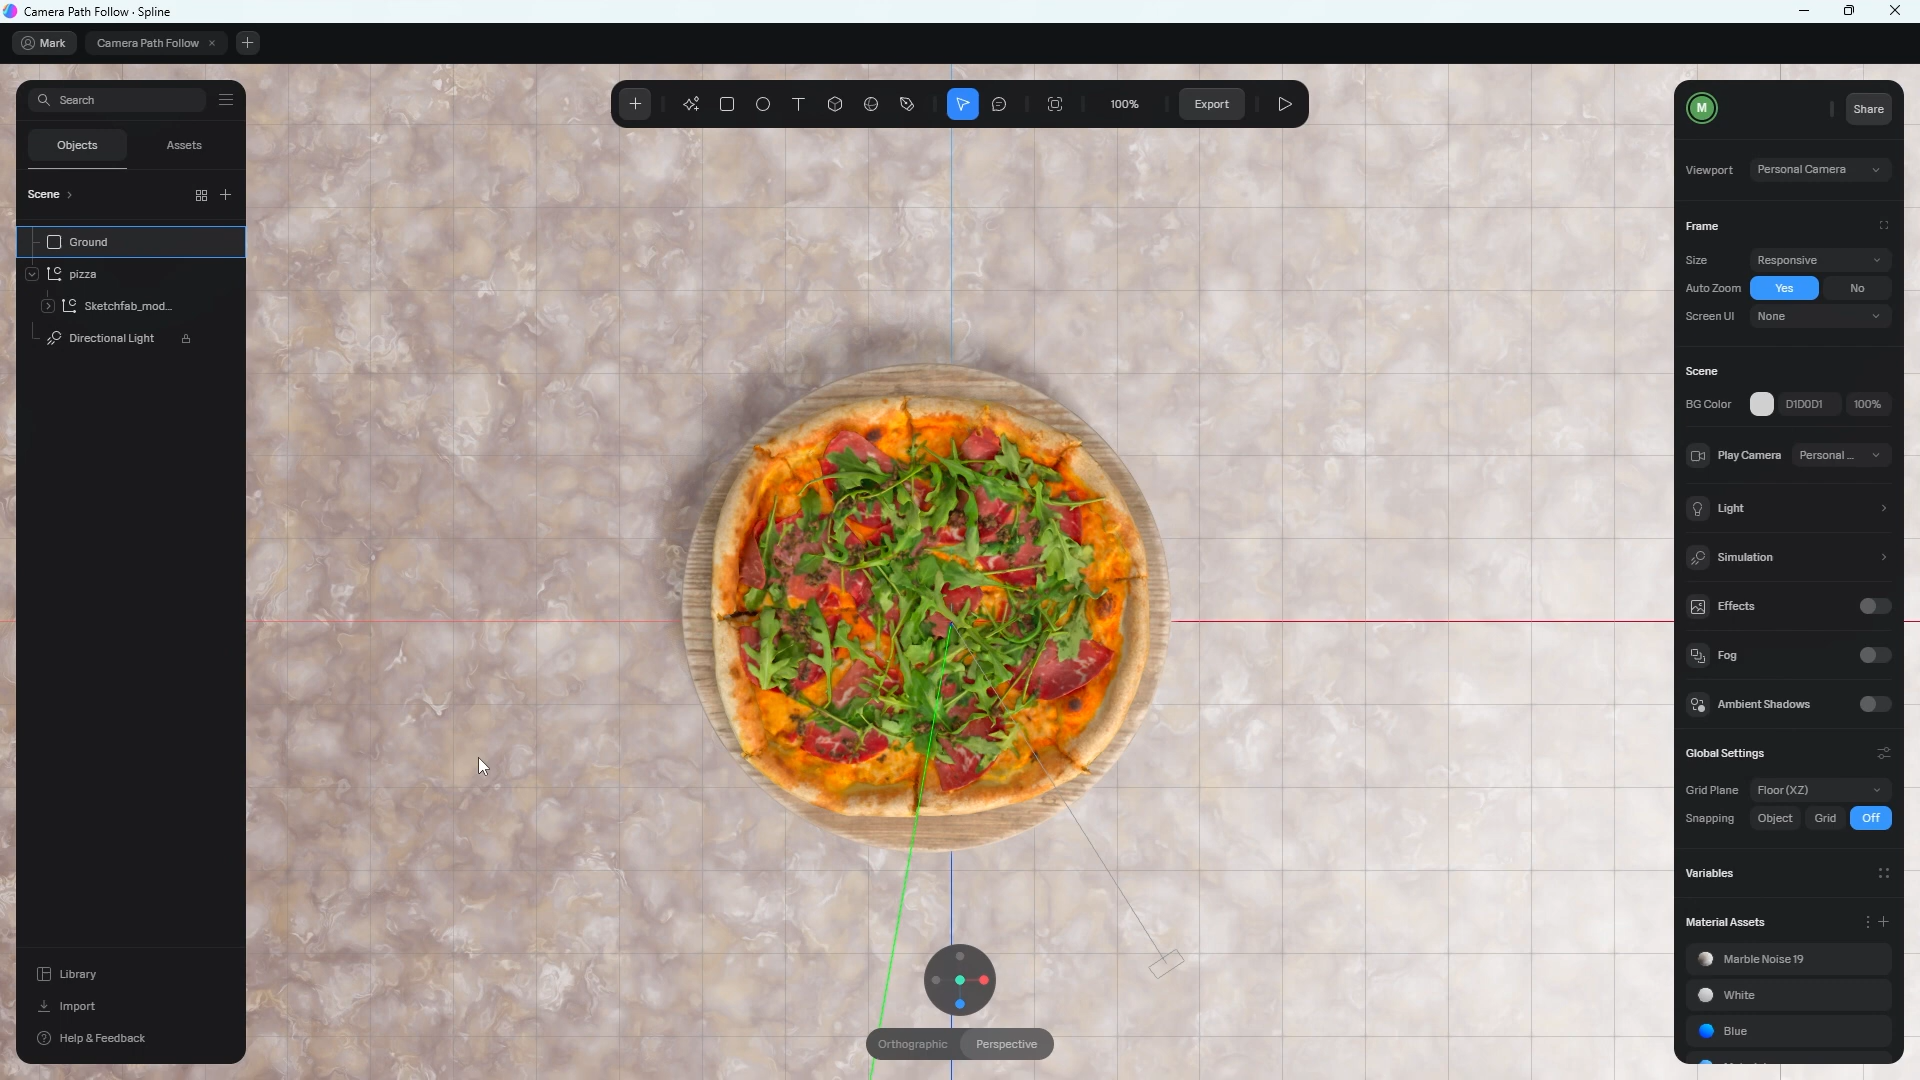 Camera Path Follow · Spline
Mark
Camera Path Follow
Search
Objects
Assets
Scene
Ground
pizza
Sketchfab_mod...
Directional Light
Library
Import
Help & Feedback
100%
Export
Orthographic
Perspective
M
Share
Viewport
Personal Camera
Frame
Size
Responsive
Auto Zoom
Yes
No
Screen UI
None
Scene
BG Color
D1D0D1
100%
Play Camera
Personal ...
Light
Simulation
Effects
Fog
Ambient Shadows
Global Settings
Grid Plane
Floor (XZ)
Snapping
Object
Grid
Off
Variables
Material Assets
Marble Noise 19
White
Blue